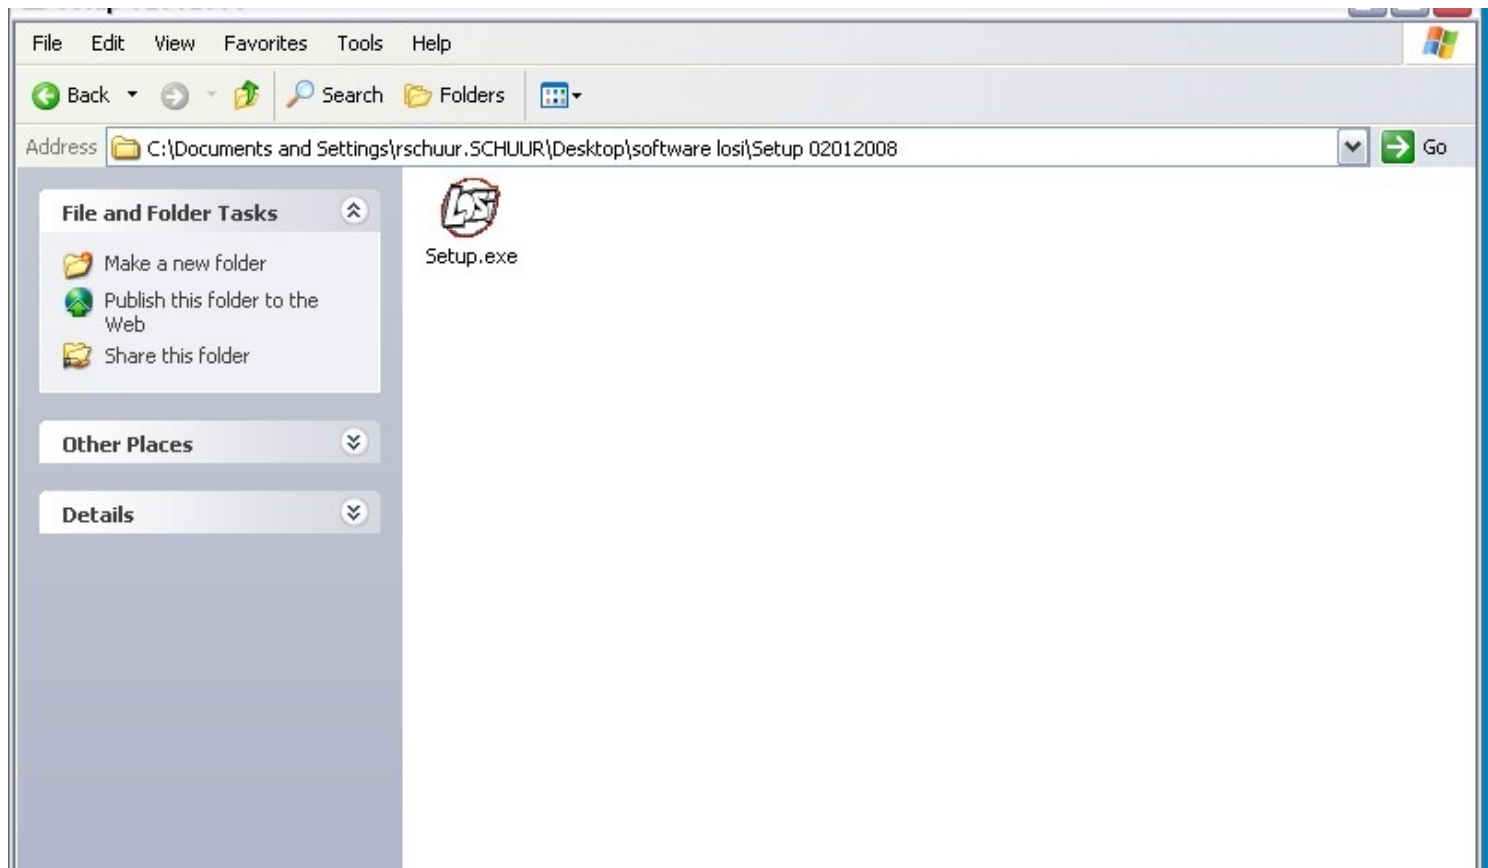 File Edit View Favorites Tools Help
Back Search Folders
Address C:\Documents and Settings\rschuur.SCHUUR\Desktop\software losi\Setup 02012008 Go
File and Folder Tasks
Make a new folder
Publish this folder to the
Web
Share this folder
Other Places
Details
LOSI
Setup.exe